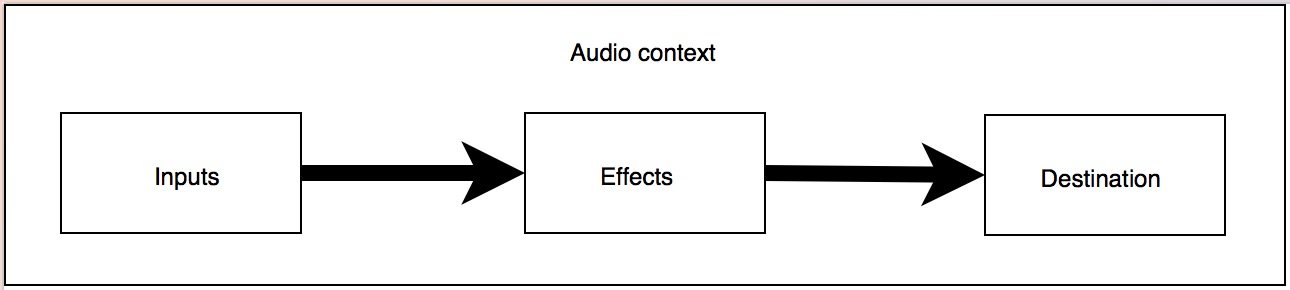 Audio context
Inputs
Effects
Destination